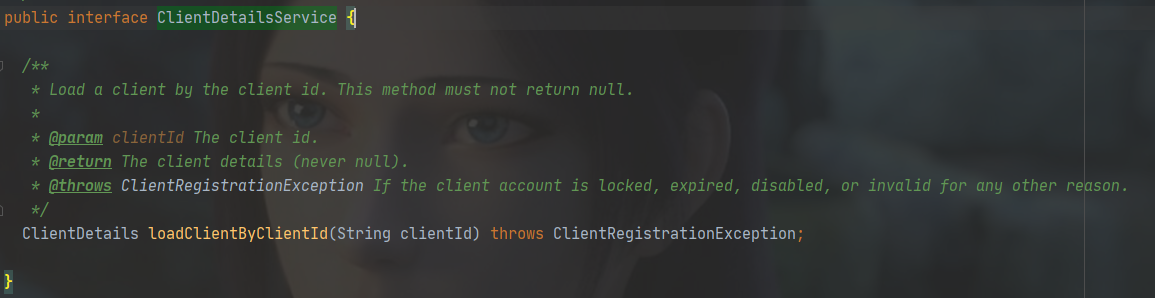 public interface ClientDetailsService {
/**
* Load a client by the client id. This method must not return null.
*
* @param clientId The client id.
* @return The client details (never null).
* @throws ClientRegistrationException If the client account is locked, expired, disabled, or invalid for any other reason.
*/
ClientDetails loadClientByClientId(String clientId) throws ClientRegistrationException;
}